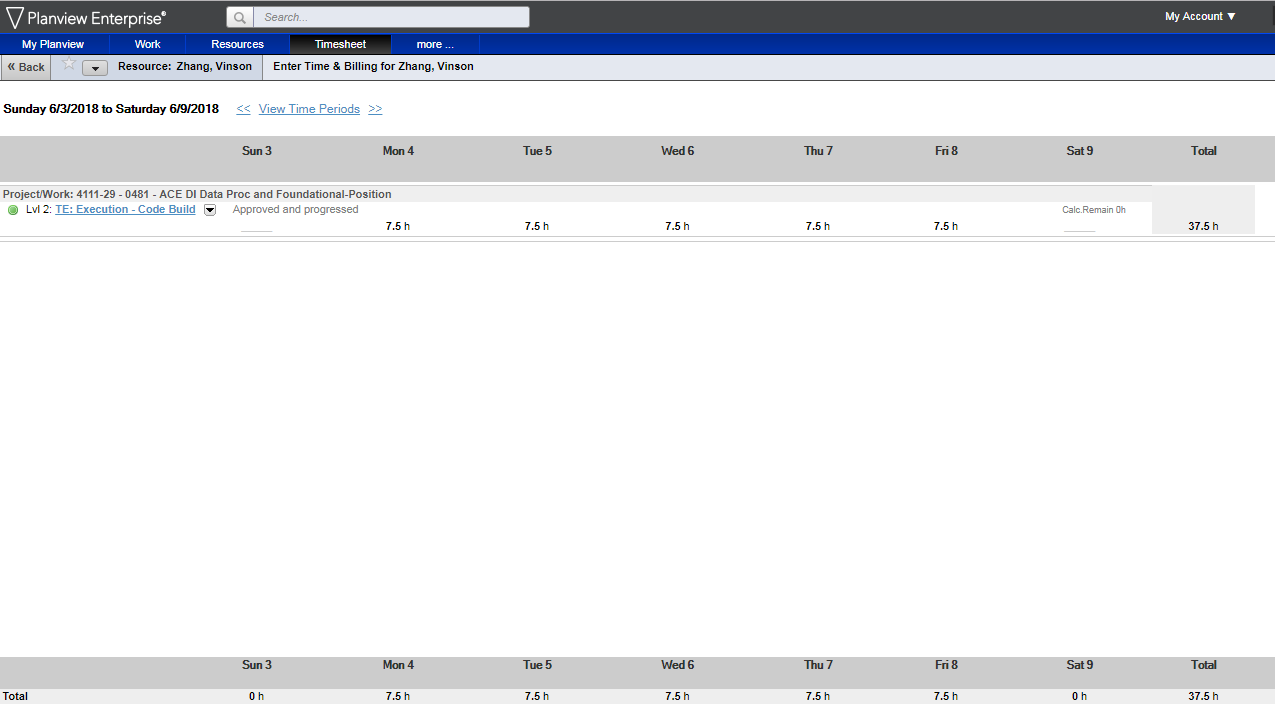 Planview Enterprise® Search... My Account ▼
My Planview Work Resources Timesheet more ...
« Back Resource: Zhang, Vinson Enter Time & Billing for Zhang, Vinson
Sunday 6/3/2018 to Saturday 6/9/2018 << View Time Periods >>
Sun 3 Mon 4 Tue 5 Wed 6 Thu 7 Fri 8 Sat 9 Total
Project/Work: 4111-29 - 0481 - ACE DI Data Proc and Foundational-Position
Lvl 2: TE: Execution - Code Build Approved and progressed Calc.Remain 0h
7.5 h 7.5 h 7.5 h 7.5 h 7.5 h 37.5 h
Sun 3 Mon 4 Tue 5 Wed 6 Thu 7 Fri 8 Sat 9 Total
Total 0 h 7.5 h 7.5 h 7.5 h 7.5 h 7.5 h 0 h 37.5 h